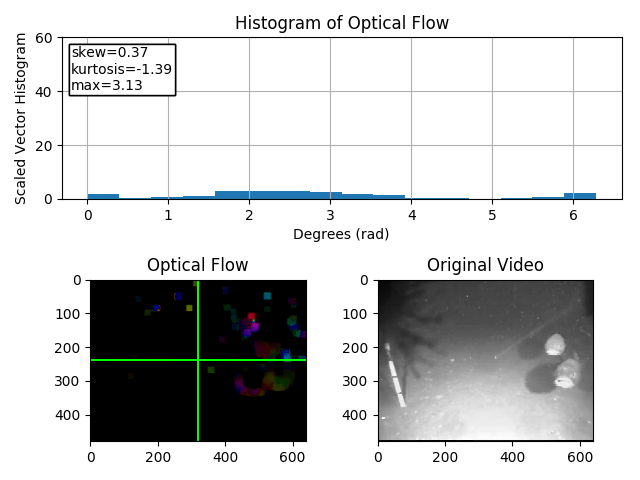 Histogram of Optical Flow
Scaled Vector Histogram
60
40
20
0
skew=0.37
kurtosis=-1.39
max=3.13
0 1 2 3 4 5 6
Degrees (rad)
Optical Flow
0
100
200
300
400
0 200 400 600
Original Video
0
100
200
300
400
0 200 400 600